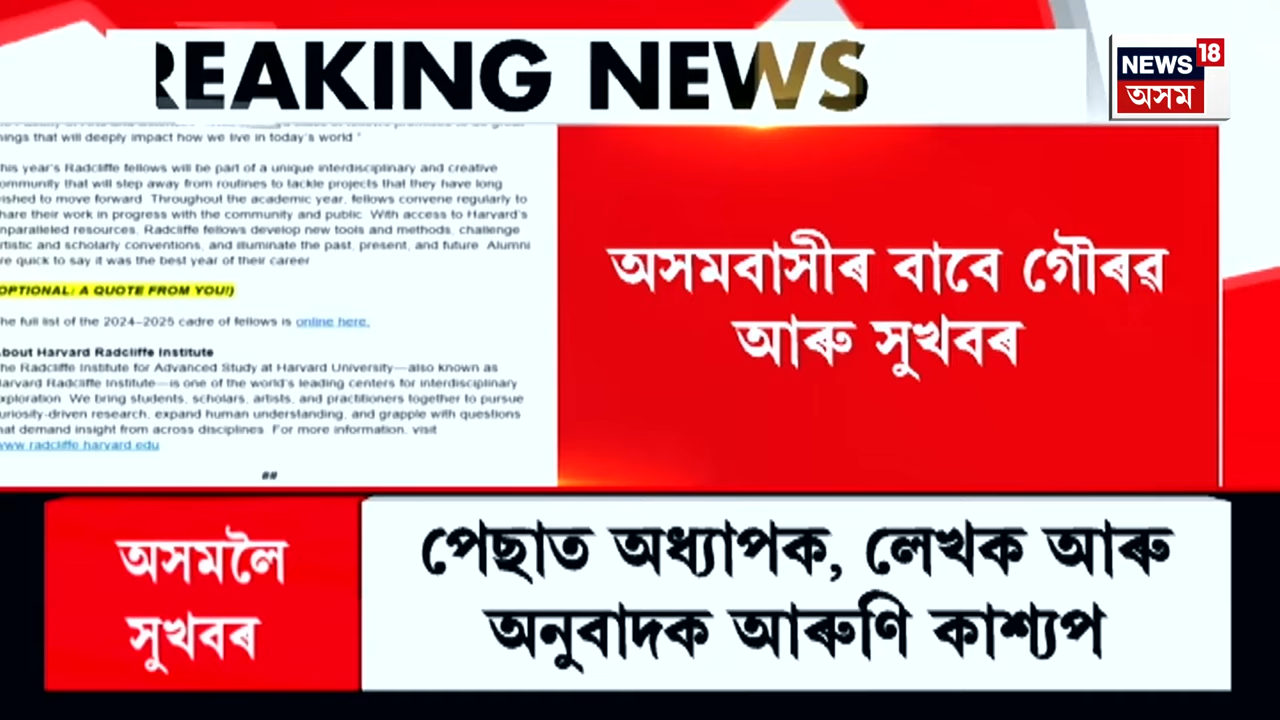 REAKING NEWS
NEWS 18
অসম
ings that will deeply impact how we live in today's world."
his year's Radcliffe fellows will be part of a unique interdisciplinary and creative
ommunity that will step away from routines to tackle projects that they have long
ished to move forward. Throughout the academic year, fellows convene regularly to
hare their work in progress with the community and public. With access to Harvard's
nparalleled resources, Radcliffe fellows develop new tools and methods, challenge
rtistic and scholarly conventions, and illuminate the past, present, and future. Alumni
re quick to say it was the best year of their career.
OPTIONAL: A QUOTE FROM YOU!)
he full list of the 2024–2025 cadre of fellows is online here.
bout Harvard Radcliffe Institute
he Radcliffe Institute for Advanced Study at Harvard University—also known as
arvard Radcliffe Institute—is one of the world's leading centers for interdisciplinary
xploration. We bring students, scholars, artists, and practitioners together to pursue
uriosity-driven research, expand human understanding, and grapple with questions
hat demand insight from across disciplines. For more information, visit
www.radcliffe.harvard.edu
##
অসমবাসীৰ বাবে গৌৰৱ
আৰু সুখবৰ
অসমলৈ
সুখবৰ
পেছাত অধ্যাপক, লেখক আৰু
অনুবাদক আৰুণি কাশ্যপ